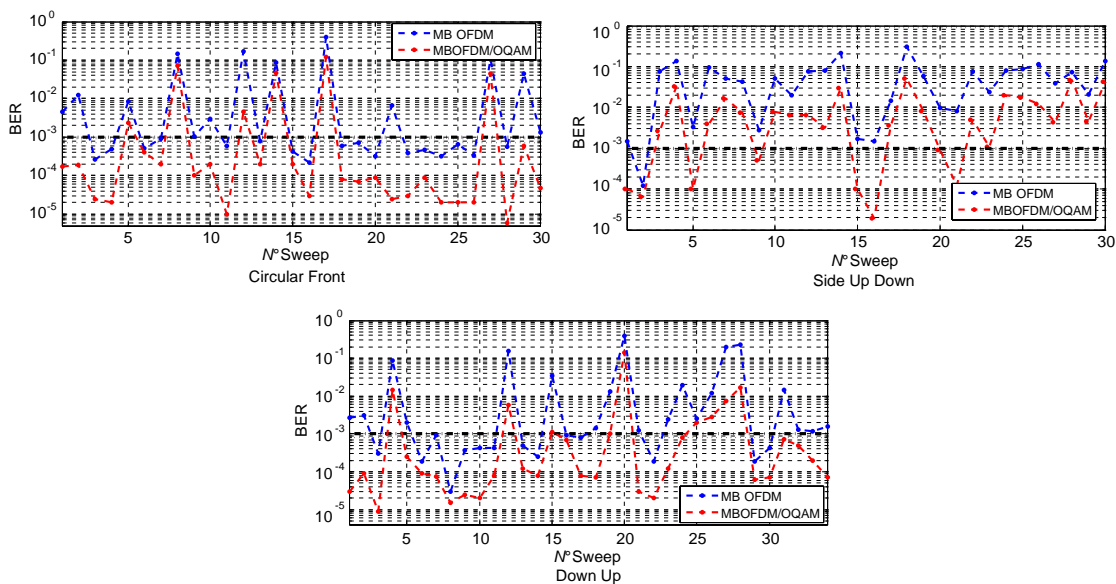 10 0
10 -1
10 -2
10 -3
10 -4
10 -5
BER
MB OFDM
MBOFDM/OQAM
5 10 15 20 25 30
N°Sweep
Circular Front
10 0
10 -1
10 -2
10 -3
10 -4
10 -5
BER
MB OFDM
MBOFDM/OQAM
5 10 15 20 25 30
N°Sweep
Side Up Down
10 0
10 -1
10 -2
10 -3
10 -4
10 -5
BER
MB OFDM
MBOFDM/OQAM
5 10 15 20 25 30
N°Sweep
Down Up